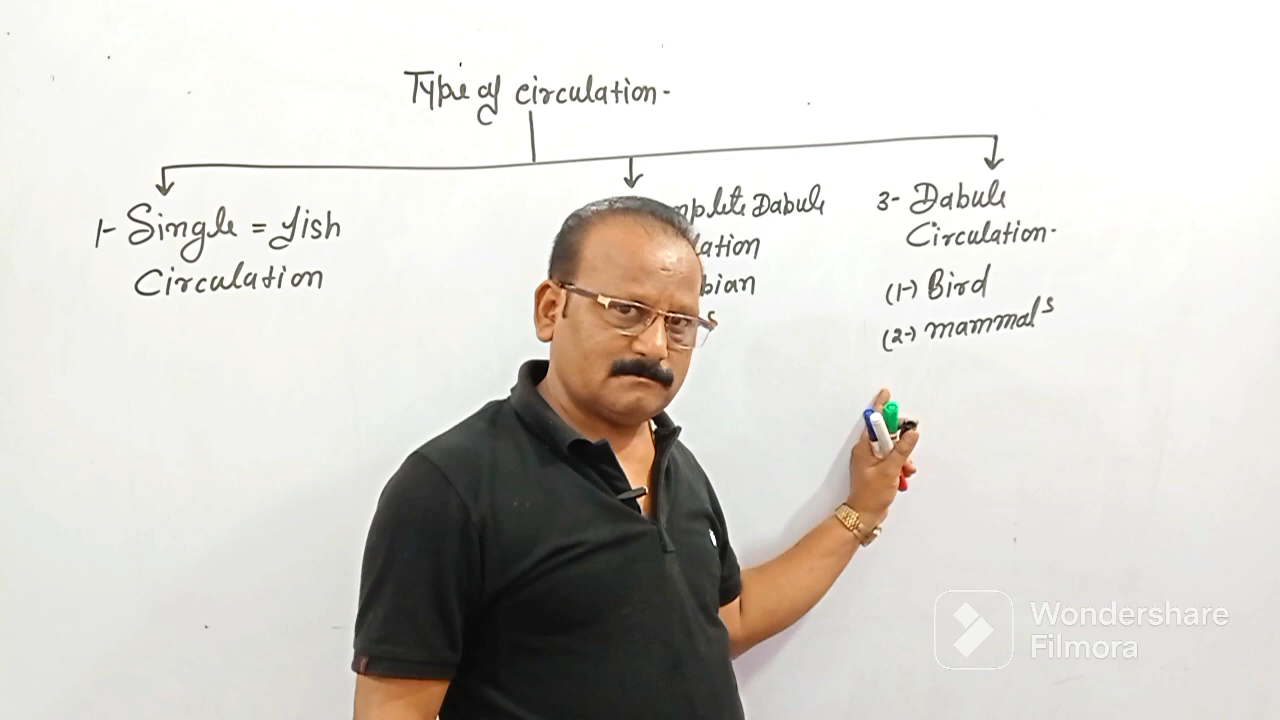 Type of circulation-
1- Single = fish
Circulation
mplete Dabule
lation
bian
s
3- Dabule
Circulation-
(1-) Bird
(2-) mammals
Wondershare
Filmora